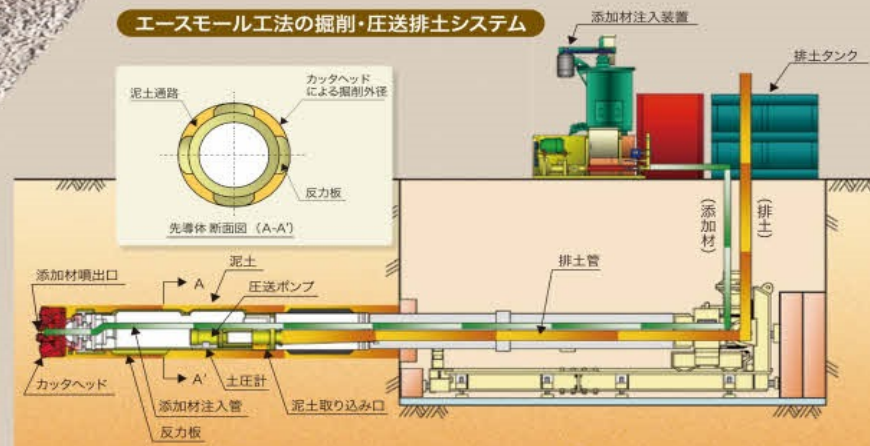 エースモール工法の掘削・圧送排土システム
添加材注入装置
排土タンク
泥土通路
カッタヘッド
による掘削外径
反力板
先導体 断面図 (A-A')
(添加材)
(排土)
添加材噴出口
A
泥土
圧送ポンプ
排土管
カッタヘッド
A'
土圧計
添加材注入管
泥土取り込み口
反力板